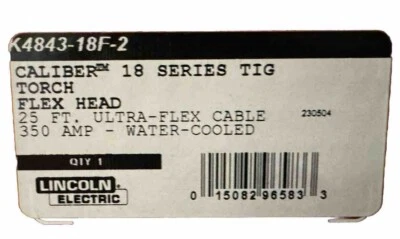 K4843-18F-2
CALIBER™ 18 SERIES TIG
TORCH
FLEX HEAD
25 FT. ULTRA-FLEX CABLE 230504
350 AMP - WATER-COOLED
QTY 1
LINCOLN
ELECTRIC
0 15082 96583 3